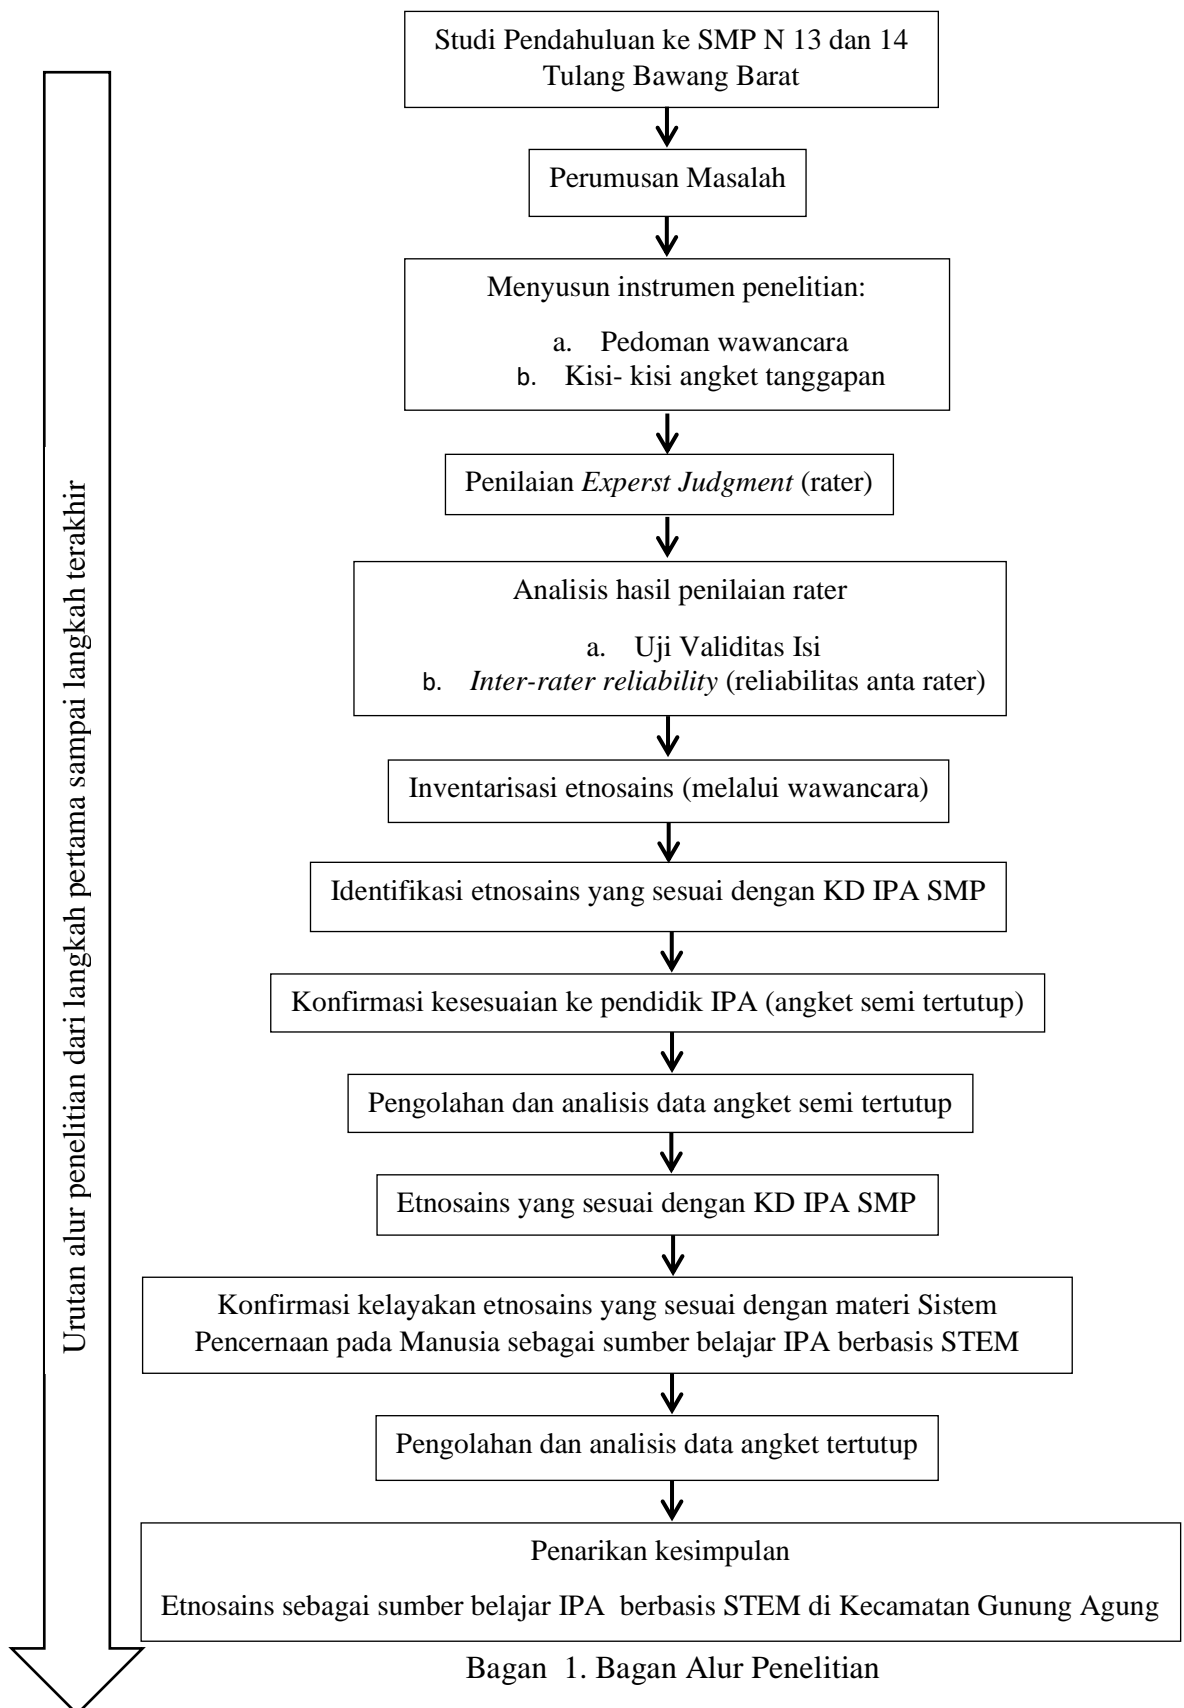 Studi Pendahuluan ke SMP N 13 dan 14
Tulang Bawang Barat
Perumusan Masalah
Menyusun instrumen penelitian:
a. Pedoman wawancara
b. Kisi- kisi angket tanggapan
Penilaian Experst Judgment (rater)
Analisis hasil penilaian rater
a. Uji Validitas Isi
b. Inter-rater reliability (reliabilitas anta rater)
Inventarisasi etnosains (melalui wawancara)
Identifikasi etnosains yang sesuai dengan KD IPA SMP
Konfirmasi kesesuaian ke pendidik IPA (angket semi tertutup)
Pengolahan dan analisis data angket semi tertutup
Etnosains yang sesuai dengan KD IPA SMP
Konfirmasi kelayakan etnosains yang sesuai dengan materi Sistem
Pencernaan pada Manusia sebagai sumber belajar IPA berbasis STEM
Pengolahan dan analisis data angket tertutup
Penarikan kesimpulan
Etnosains sebagai sumber belajar IPA berbasis STEM di Kecamatan Gunung Agung
Urutan alur penelitian dari langkah pertama sampai langkah terakhir
Bagan 1. Bagan Alur Penelitian